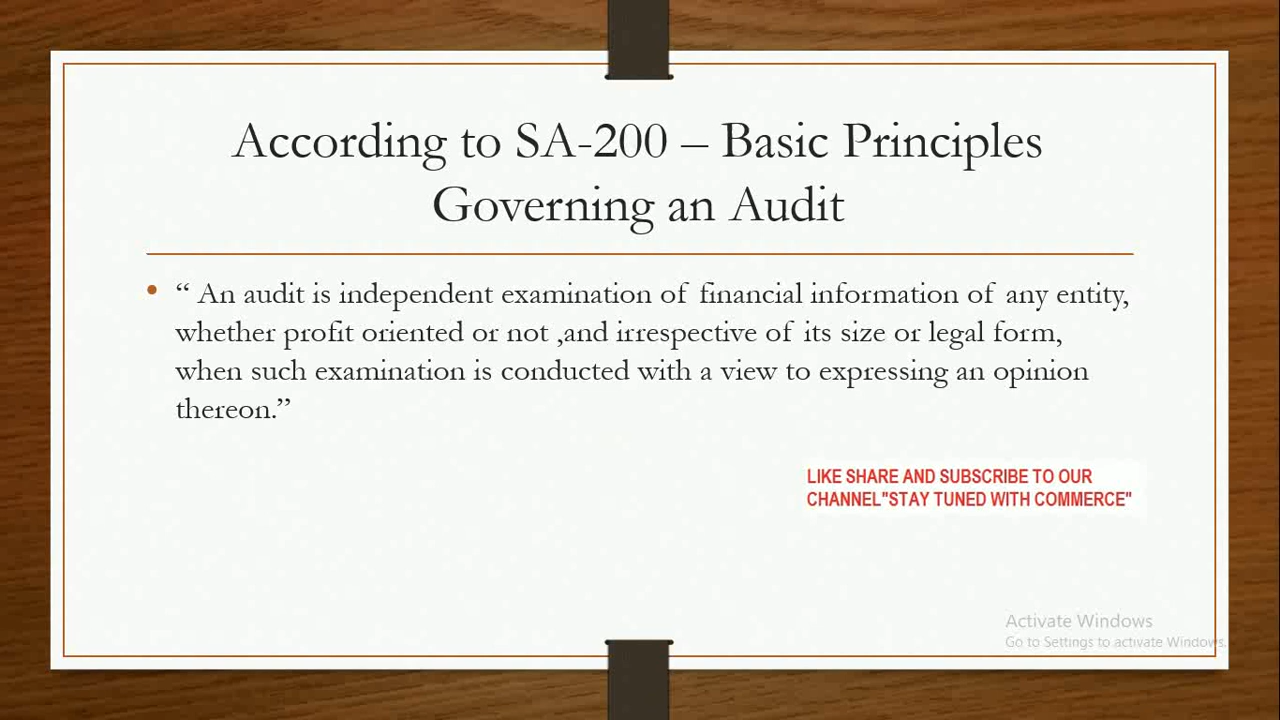 According to SA-200 – Basic Principles
Governing an Audit
• “ An audit is independent examination of financial information of any entity,
whether profit oriented or not ,and irrespective of its size or legal form,
when such examination is conducted with a view to expressing an opinion
thereon.”
LIKE SHARE AND SUBSCRIBE TO OUR
CHANNEL"STAY TUNED WITH COMMERCE"
Activate Windows
Go to Settings to activate Windows.